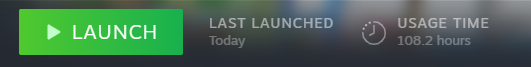 LAUNCH
LAST LAUNCHED
Today
USAGE TIME
108.2 hours